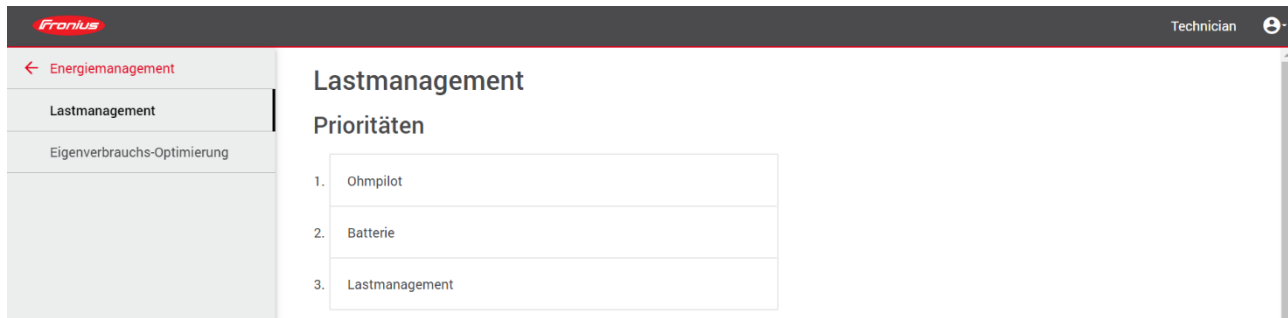 Fronius
Technician
Energiemanagement
Lastmanagement
Eigenverbrauchs-Optimierung
Lastmanagement
Prioritäten
1. Ohmpilot
2. Batterie
3. Lastmanagement